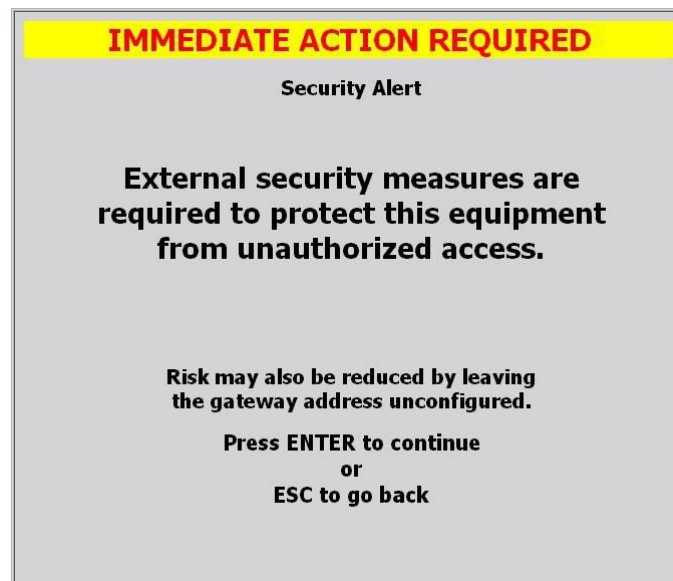 IMMEDIATE ACTION REQUIRED
Security Alert
External security measures are
required to protect this equipment
from unauthorized access.
Risk may also be reduced by leaving
the gateway address unconfigured.
Press ENTER to continue
or
ESC to go back